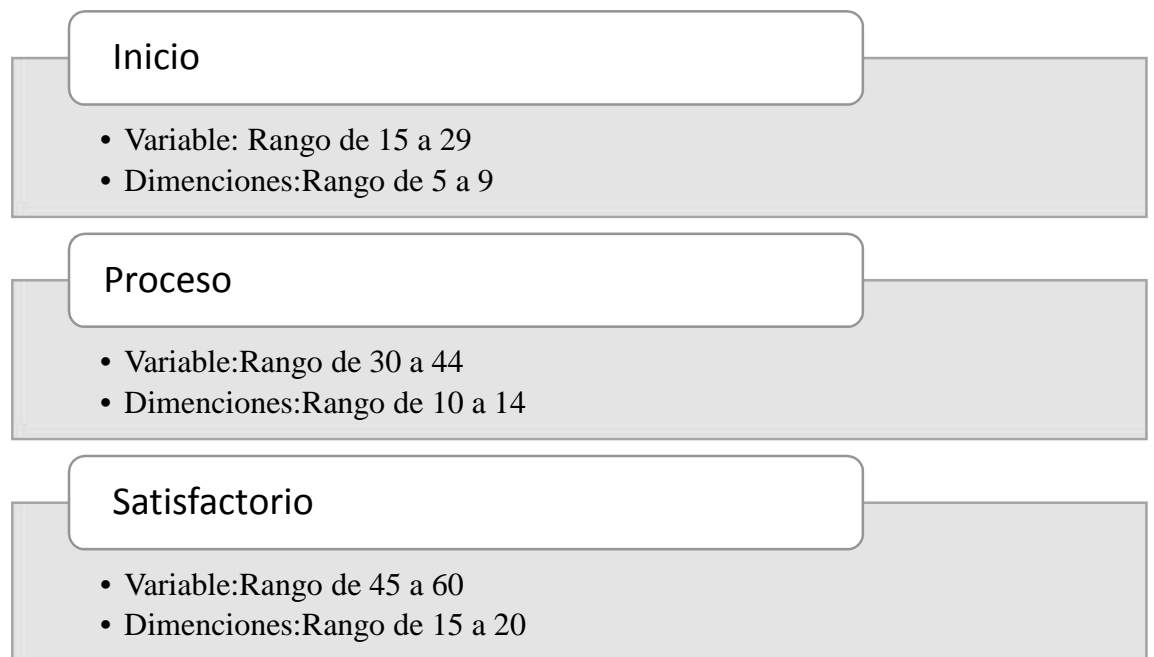 Inicio
• Variable: Rango de 15 a 29
• Dimenciones:Rango de 5 a 9
Proceso
• Variable:Rango de 30 a 44
• Dimenciones:Rango de 10 a 14
Satisfactorio
• Variable:Rango de 45 a 60
• Dimenciones:Rango de 15 a 20